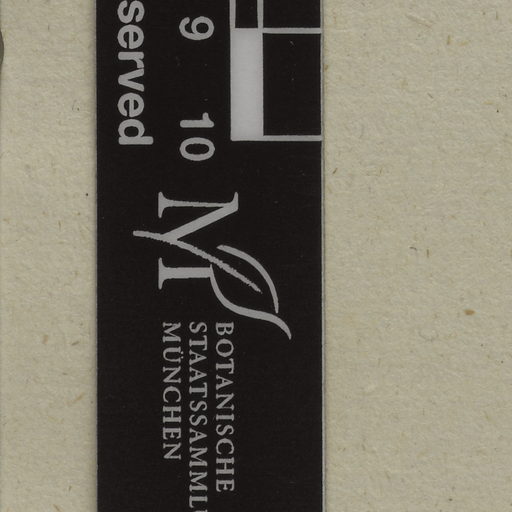 served
9 10
BOTANISCHE
STAATSSAMML
MÜNCHEN